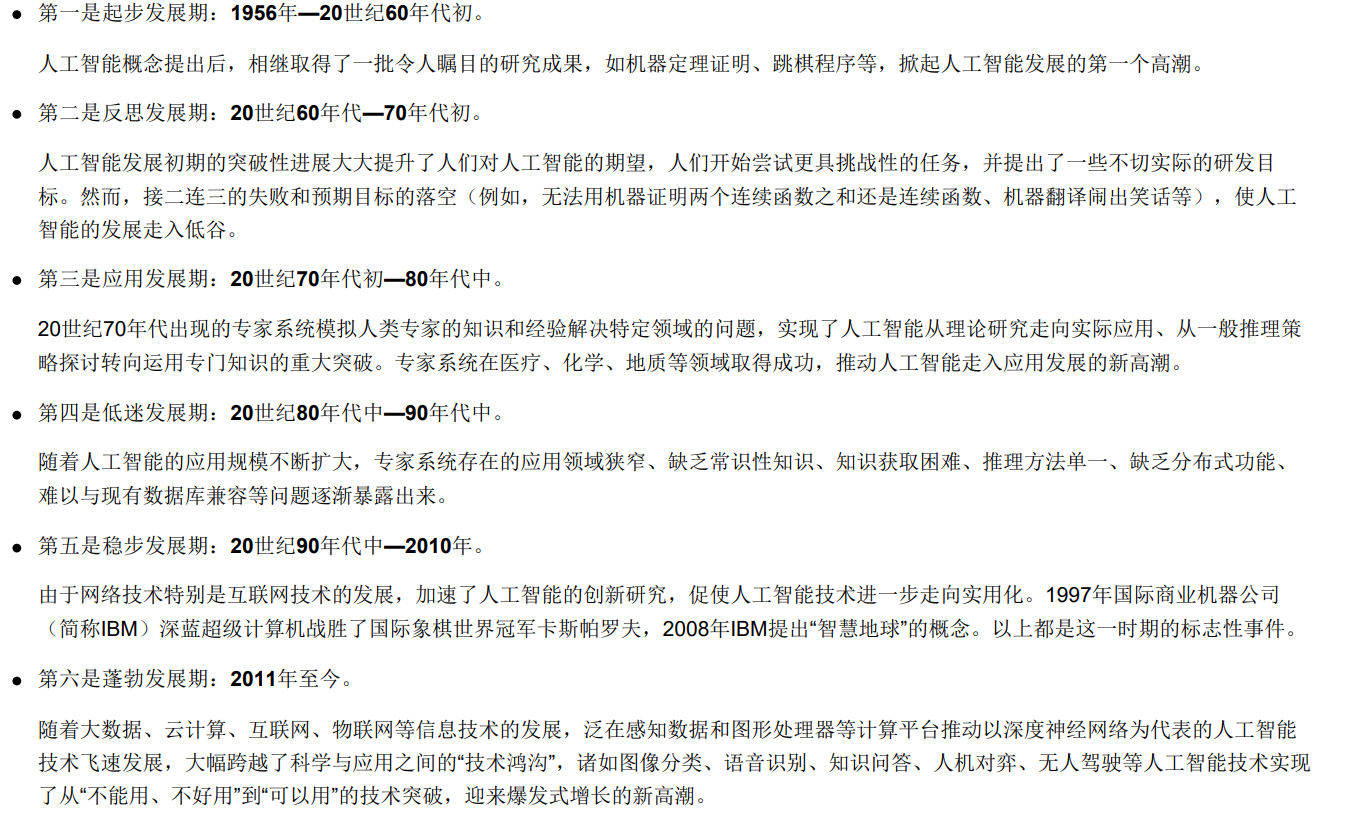 ● 第一是起步发展期：1956年—20世纪60年代初。
人工智能概念提出后，相继取得了一批令人瞩目的研究成果，如机器定理证明、跳棋程序等，掀起人工智能发展的第一个高潮。
● 第二是反思发展期：20世纪60年代—70年代初。
人工智能发展初期的突破性进展大大提升了人们对人工智能的期望，人们开始尝试更具挑战性的任务，并提出了一些不切实际的研发目
标。然而，接二连三的失败和预期目标的落空（例如，无法用机器证明两个连续函数之和还是连续函数、机器翻译闹出笑话等），使人工
智能的发展走入低谷。
● 第三是应用发展期：20世纪70年代初—80年代中。
20世纪70年代出现的专家系统模拟人类专家的知识和经验解决特定领域的问题，实现了人工智能从理论研究走向实际应用、从一般推理策
略探讨转向运用专门知识的重大突破。专家系统在医疗、化学、地质等领域取得成功，推动人工智能走入应用发展的新高潮。
● 第四是低迷发展期：20世纪80年代中—90年代中。
随着人工智能的应用规模不断扩大，专家系统存在的应用领域狭窄、缺乏常识性知识、知识获取困难、推理方法单一、缺乏分布式功能、
难以与现有数据库兼容等问题逐渐暴露出来。
● 第五是稳步发展期：20世纪90年代中—2010年。
由于网络技术特别是互联网技术的发展，加速了人工智能的创新研究，促使人工智能技术进一步走向实用化。1997年国际商业机器公司
（简称IBM）深蓝超级计算机战胜了国际象棋世界冠军卡斯帕罗夫，2008年IBM提出“智慧地球”的概念。以上都是这一时期的标志性事件。
● 第六是蓬勃发展期：2011年至今。
随着大数据、云计算、互联网、物联网等信息技术的发展，泛在感知数据和图形处理器等计算平台推动以深度神经网络为代表的人工智能
技术飞速发展，大幅跨越了科学与应用之间的“技术鸿沟”，诸如图像分类、语音识别、知识问答、人机对弈、无人驾驶等人工智能技术实现
了从“不能用、不好用”到“可以用”的技术突破，迎来爆发式增长的新高潮。